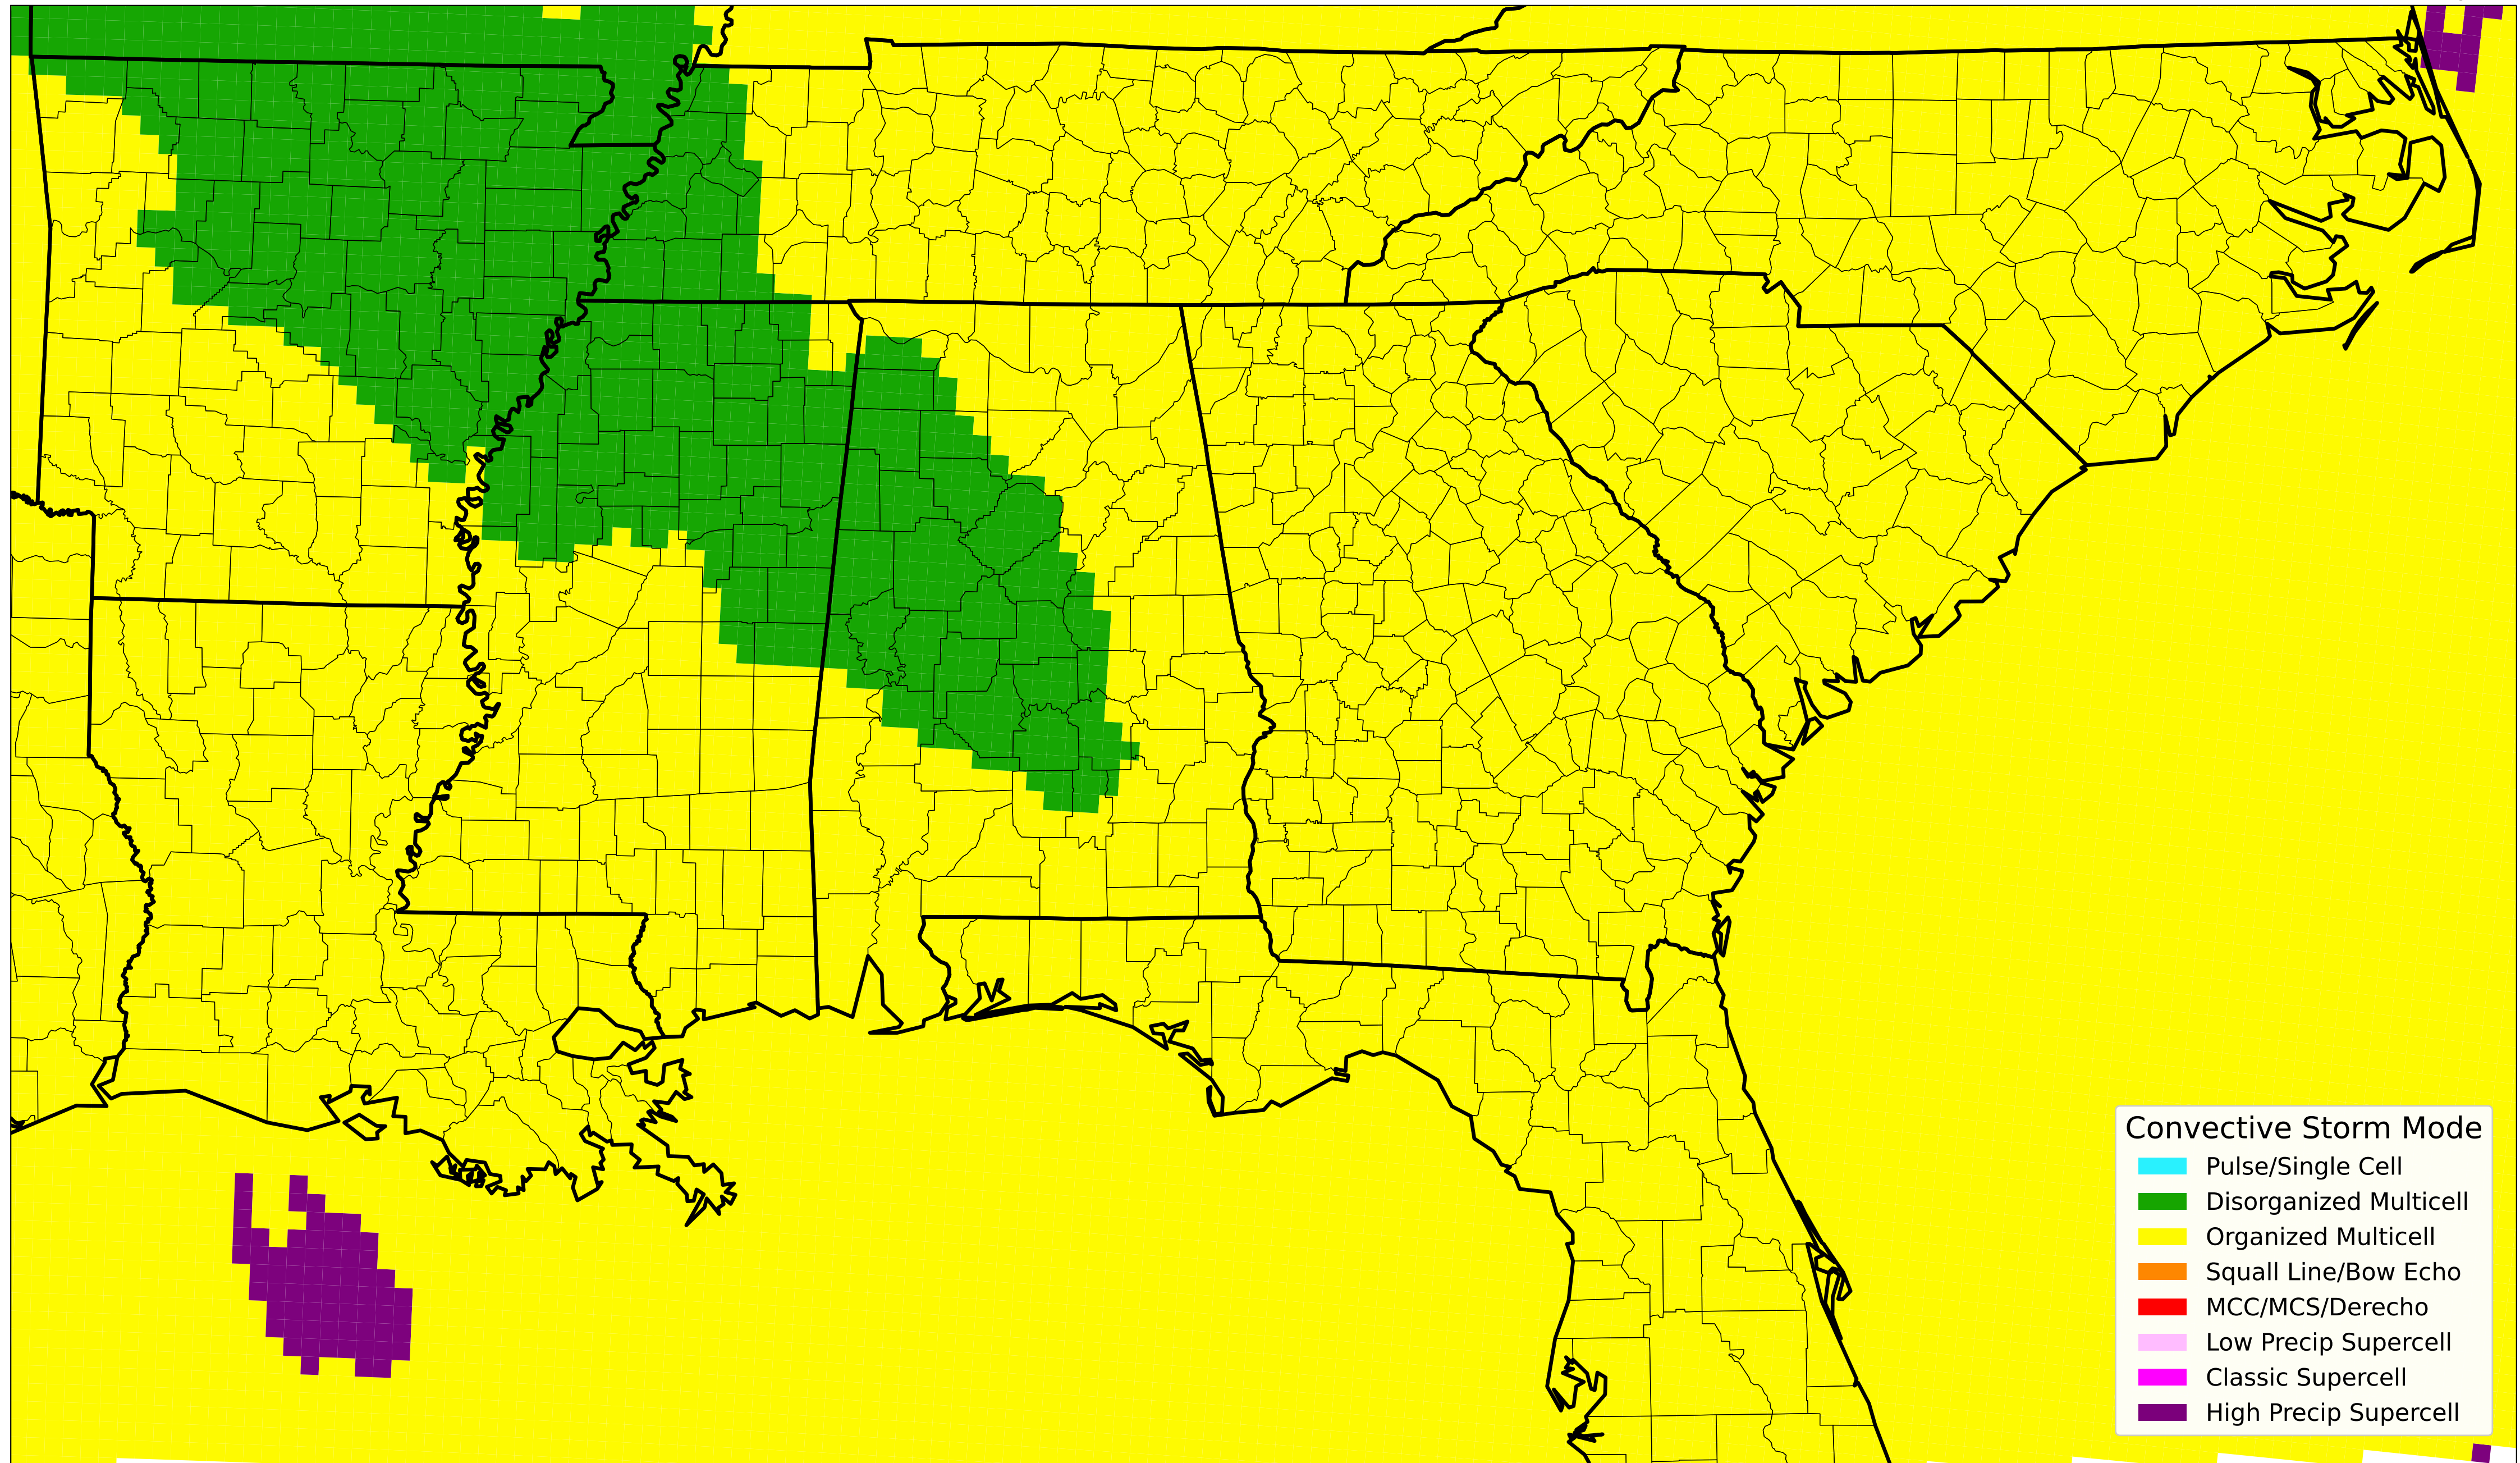 Convective Storm Mode
Pulse/Single Cell
Disorganized Multicell
Organized Multicell
Squall Line/Bow Echo
MCC/MCS/Derecho
Low Precip Supercell
Classic Supercell
High Precip Supercell